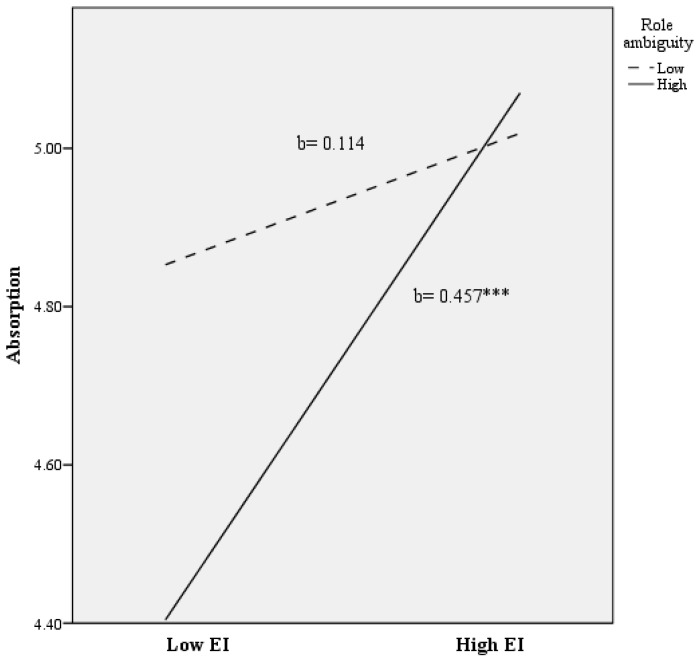 Role
ambiguity
Low
High
b= 0.114
5.00
b= 0.457***
4.80
Absorption
4.60
4.40
Low EI
High EI